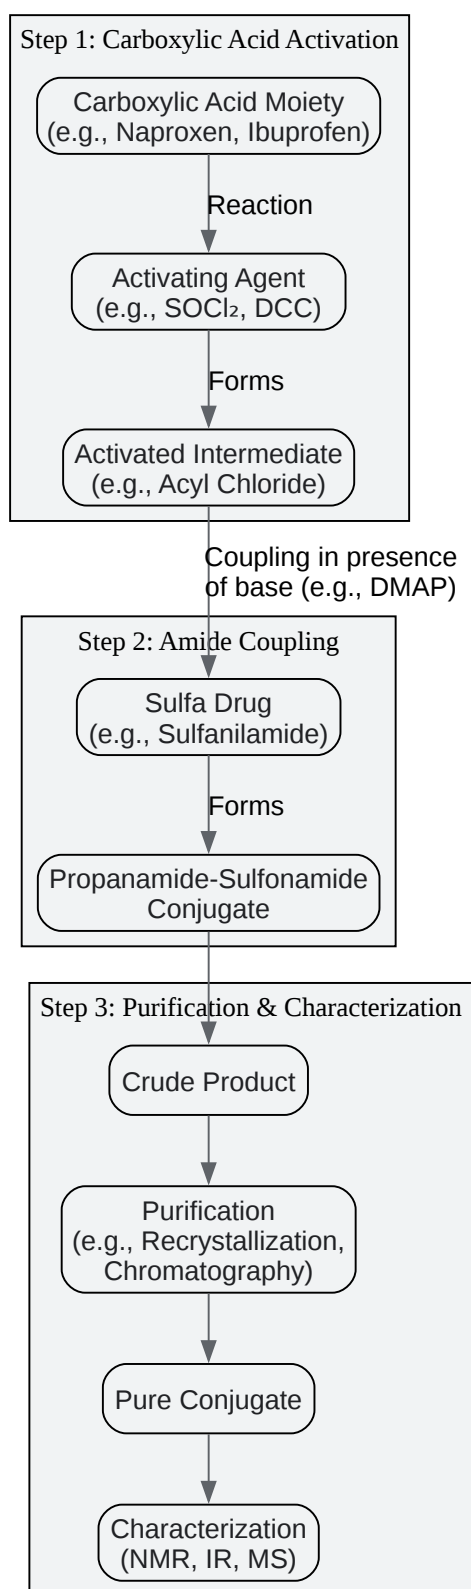 Step 1: Carboxylic Acid Activation
Carboxylic Acid Moiety
(e.g., Naproxen, Ibuprofen)
Reaction
Activating Agent
(e.g., SOCl₂, DCC)
Forms
Activated Intermediate
(e.g., Acyl Chloride)
Coupling in presence
of base (e.g., DMAP)
Step 2: Amide Coupling
Sulfa Drug
(e.g., Sulfanilamide)
Forms
Propanamide-Sulfonamide
Conjugate
Step 3: Purification & Characterization
Crude Product
Purification
(e.g., Recrystallization,
Chromatography)
Pure Conjugate
Characterization
(NMR, IR, MS)